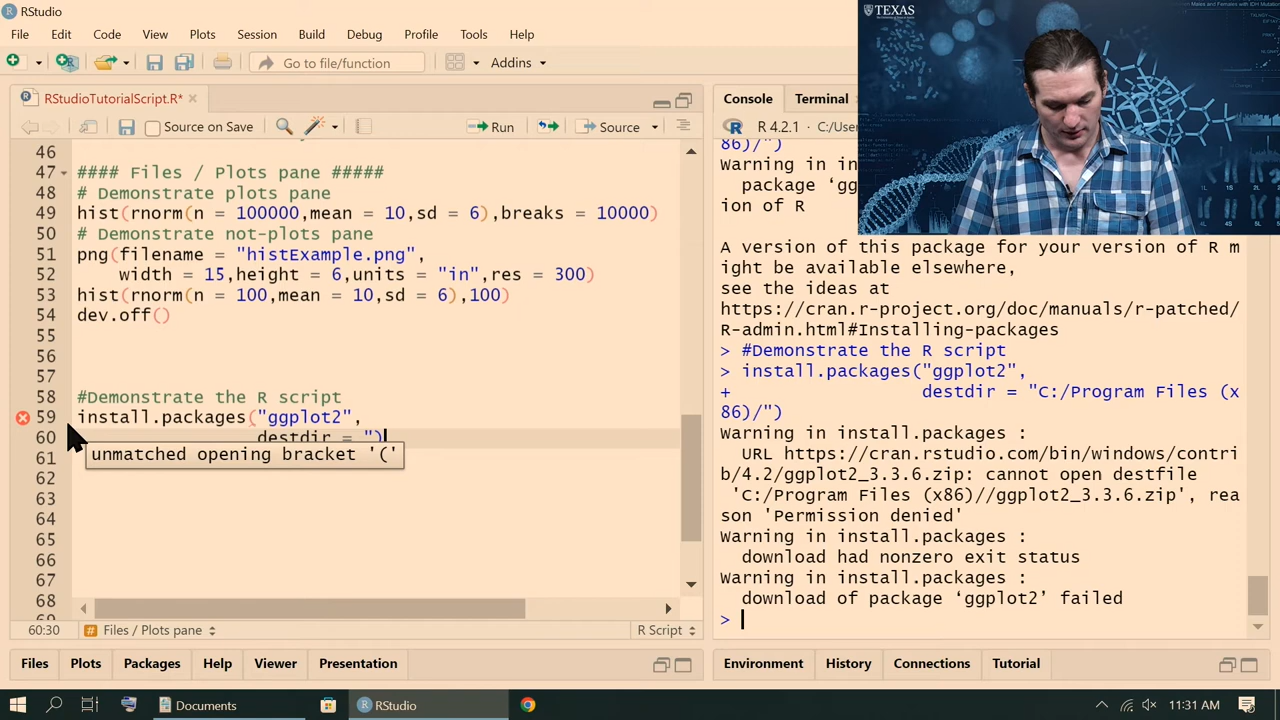 RStudio
File Edit Code View Plots Session Build Debug Profile Tools Help
Go to file/function Addins
RStudioTutorialScript.R*
Source on Save Run Source
46
47 #### Files / Plots pane #####
48 # Demonstrate plots pane
49 hist(rnorm(n = 100000,mean = 10,sd = 6),breaks = 10000)
50 # Demonstrate not-plots pane
51 png(filename = "histExample.png",
52 width = 15,height = 6,units = "in",res = 300)
53 hist(rnorm(n = 100,mean = 10,sd = 6),100)
54 dev.off()
55
56
57
58 #Demonstrate the R script
59 install.packages("ggplot2",
60 destdir = ")
unmatched opening bracket '('
61
62
63
64
65
66
67
68
60:30 Files / Plots pane R Script
Files Plots Packages Help Viewer Presentation
Console Terminal
R 4.2.1 · C:/User
86)/")
Warning in in
package ‘gg
ion of R
A version of this package for your version of R m
ight be available elsewhere,
see the ideas at
https://cran.r-project.org/doc/manuals/r-patched/
R-admin.html#Installing-packages
> #Demonstrate the R script
> install.packages("ggplot2",
+ destdir = "C:/Program Files (x
86)/")
Warning in install.packages :
URL https://cran.rstudio.com/bin/windows/contri
b/4.2/ggplot2_3.3.6.zip: cannot open destfile
'C:/Program Files (x86)//ggplot2_3.3.6.zip', rea
son 'Permission denied'
Warning in install.packages :
download had nonzero exit status
Warning in install.packages :
download of package ‘ggplot2’ failed
>
Environment History Connections Tutorial
TEXAS
Documents RStudio 11:31 AM